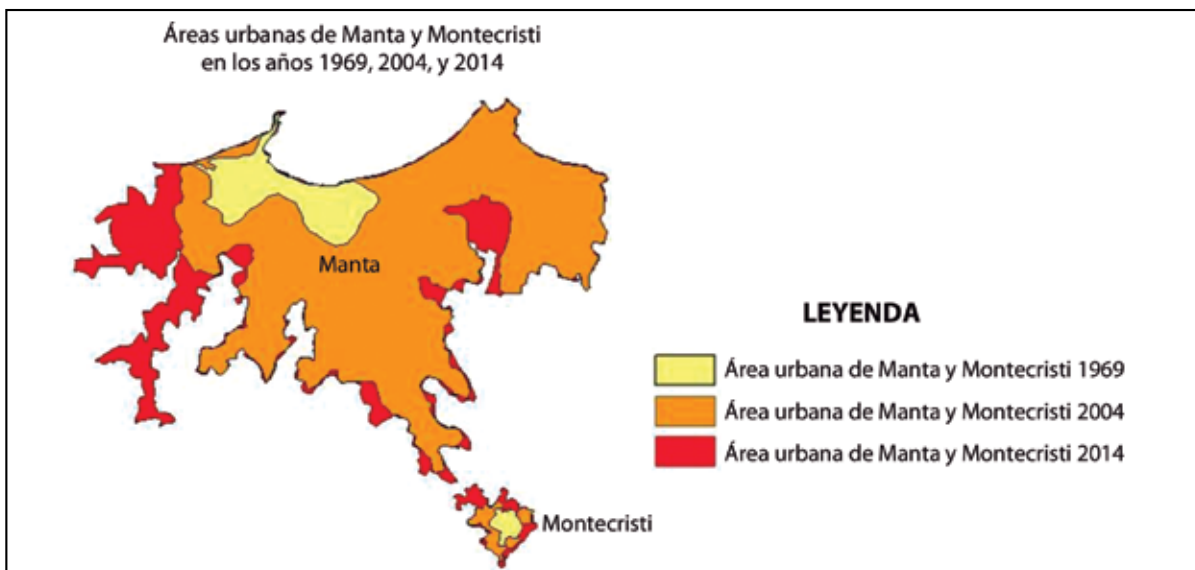 Áreas urbanas de Manta y Montecristi
en los años 1969, 2004, y 2014
Manta
Montecristi
LEYENDA
Área urbana de Manta y Montecristi 1969
Área urbana de Manta y Montecristi 2004
Área urbana de Manta y Montecristi 2014